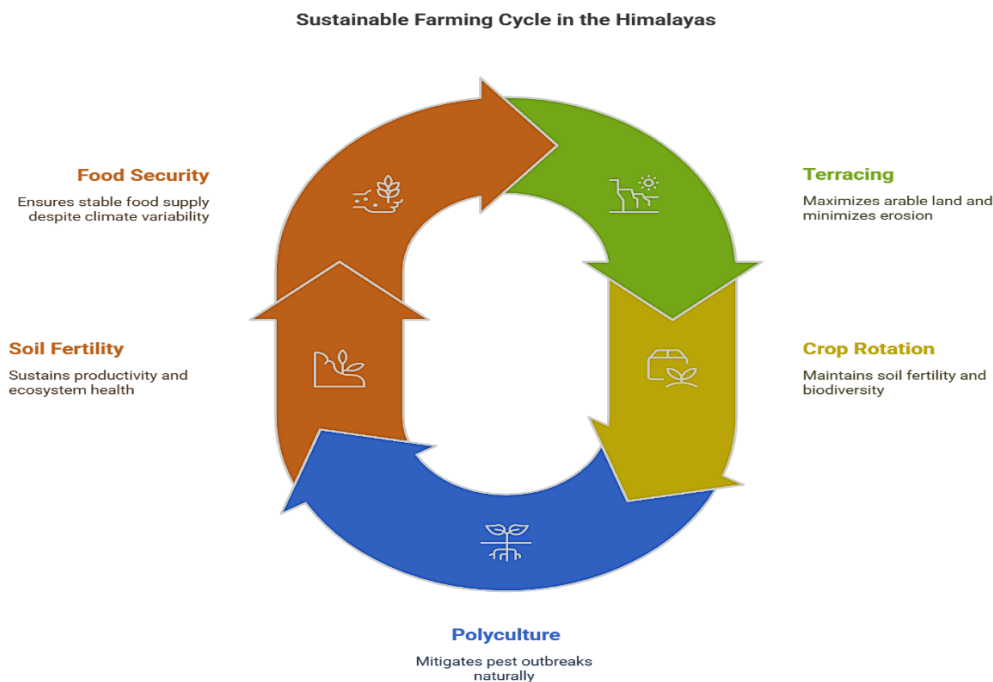 Sustainable Farming Cycle in the Himalayas
Food Security
Ensures stable food supply
despite climate variability
Terracing
Maximizes arable land and
minimizes erosion
Soil Fertility
Sustains productivity and
ecosystem health
Crop Rotation
Maintains soil fertility and
biodiversity
Polyculture
Mitigates pest outbreaks
naturally